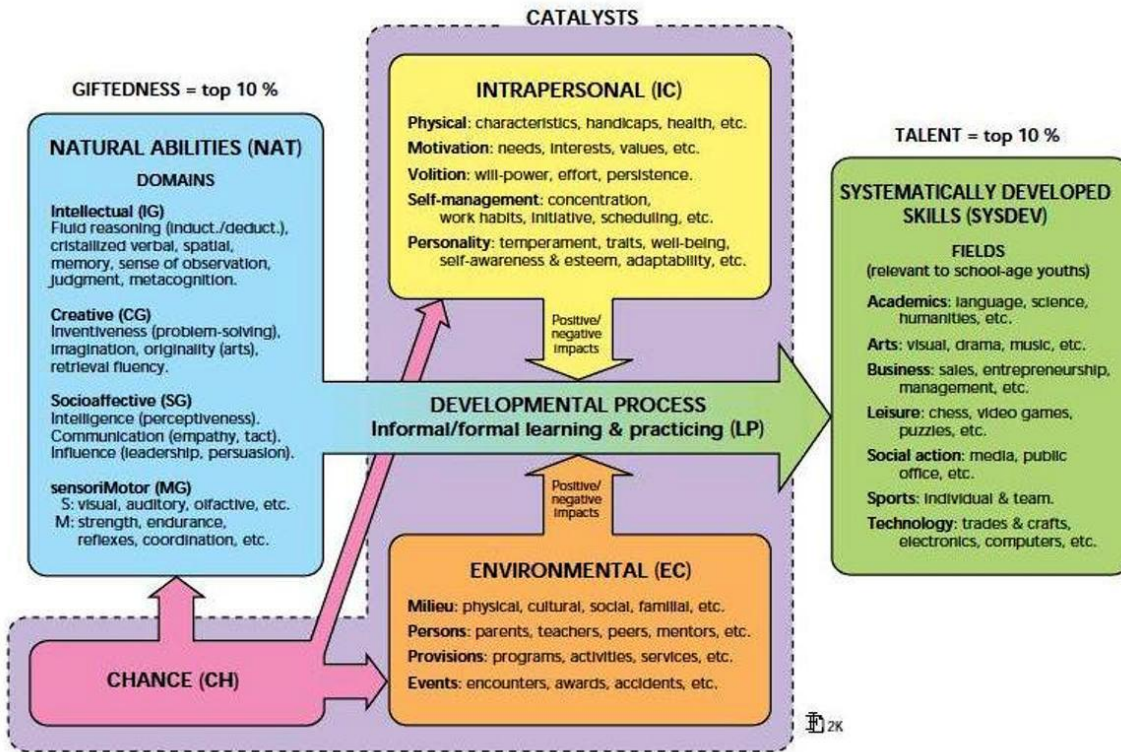 CATALYSTS
GIFTEDNESS = top 10 %
NATURAL ABILITIES (NAT)
DOMAINS
Intellectual (IG)
Fluid reasoning (induct./deduct.),
cristallized verbal, spatial,
memory, sense of observation,
judgment, metacognition.
Creative (CG)
Inventiveness (problem-solving),
imagination, originality (arts),
retrieval fluency.
Socioaffective (SG)
Intelligence (perceptiveness).
Communication (empathy, tact).
Influence (leadership, persuasion).
sensoriMotor (MG)
S: visual, auditory, olfactive, etc.
M: strength, endurance,
reflexes, coordination, etc.
INTRAPERSONAL (IC)
Physical: characteristics, handicaps, health, etc.
Motivation: needs, interests, values, etc.
Volition: will-power, effort, persistence.
Self-management: concentration,
work habits, initiative, scheduling, etc.
Personality: temperament, traits, well-being,
self-awareness & esteem, adaptability, etc.
Positive/
negative
impacts
DEVELOPMENTAL PROCESS
Informal/formal learning & practicing (LP)
Positive/
negative
impacts
ENVIRONMENTAL (EC)
Milieu: physical, cultural, social, familial, etc.
Persons: parents, teachers, peers, mentors, etc.
Provisions: programs, activities, services, etc.
Events: encounters, awards, accidents, etc.
CHANCE (CH)
TALENT = top 10 %
SYSTEMATICALLY DEVELOPED
SKILLS (SYSDEV)
FIELDS
(relevant to school-age youths)
Academics: language, science,
humanities, etc.
Arts: visual, drama, music, etc.
Business: sales, entrepreneurship,
management, etc.
Leisure: chess, video games,
puzzles, etc.
Social action: media, public
office, etc.
Sports: individual & team.
Technology: trades & crafts,
electronics, computers, etc.
2K